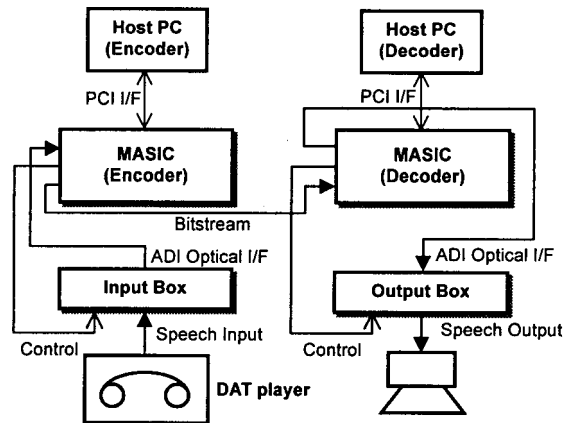 Host PC
(Encoder)
Host PC
(Decoder)
PCI I/F
PCI I/F
MASIC
(Encoder)
MASIC
(Decoder)
Bitstream
ADI Optical I/F
ADI Optical I/F
Input Box
Output Box
Control
Speech Input
Control
Speech Output
DAT player